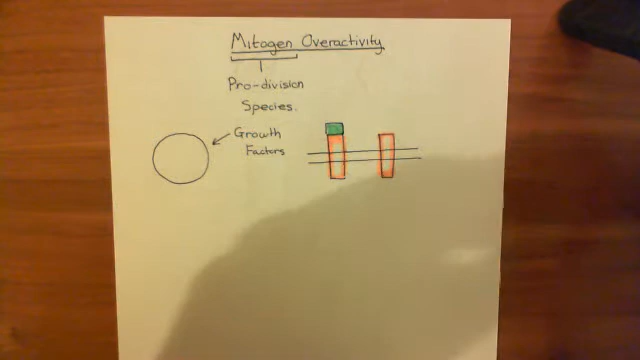 Mitogen Overactivity
Pro-division
Species.
Growth
Factors